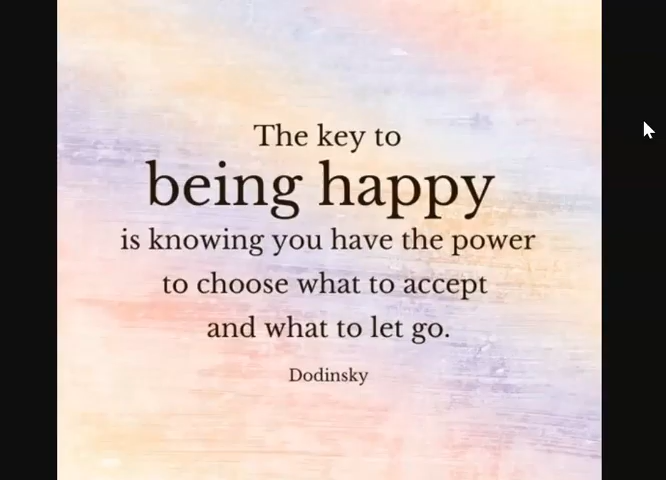 The key to
being happy
is knowing you have the power
to choose what to accept
and what to let go.
Dodinsky